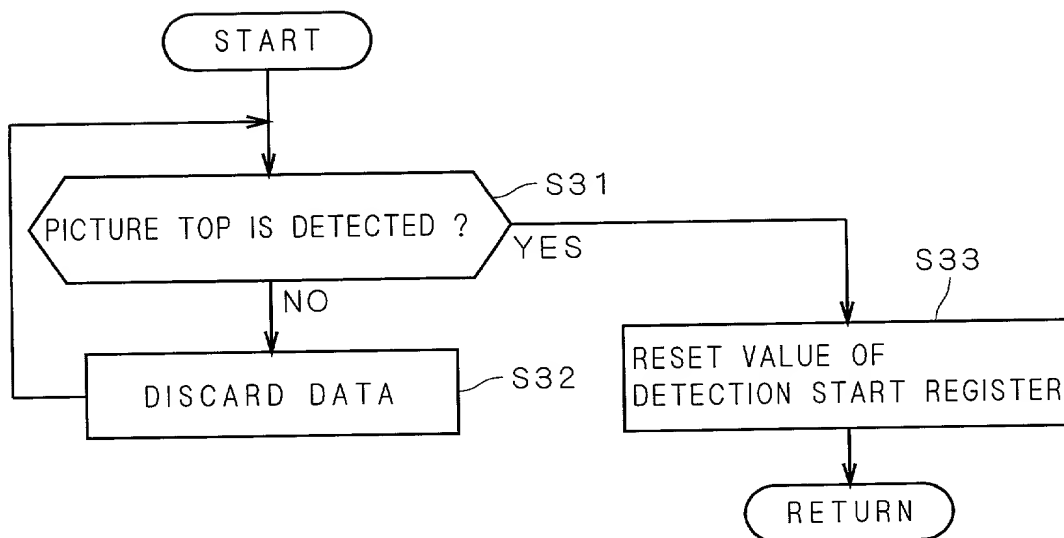 START
S31
PICTURE TOP IS DETECTED ?
YES
NO
S33
RESET VALUE OF
DETECTION START REGISTER
DISCARD DATA
S32
RETURN